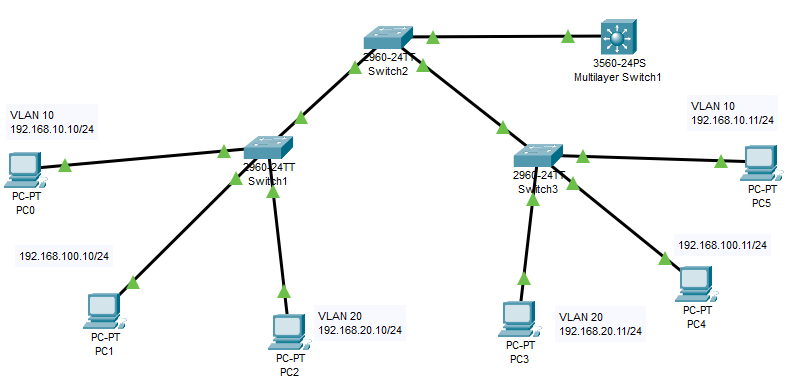 2960-24TT
Switch2
3560-24PS
Multilayer Switch1
VLAN 10
192.168.10.10/24
VLAN 10
192.168.10.11/24
2960-24TT
Switch1
2960-24TT
Switch3
PC-PT
PC0
PC-PT
PC5
192.168.100.10/24
192.168.100.11/24
PC-PT
PC1
VLAN 20
192.168.20.10/24
PC-PT
PC2
PC-PT
PC3
VLAN 20
192.168.20.11/24
PC-PT
PC4